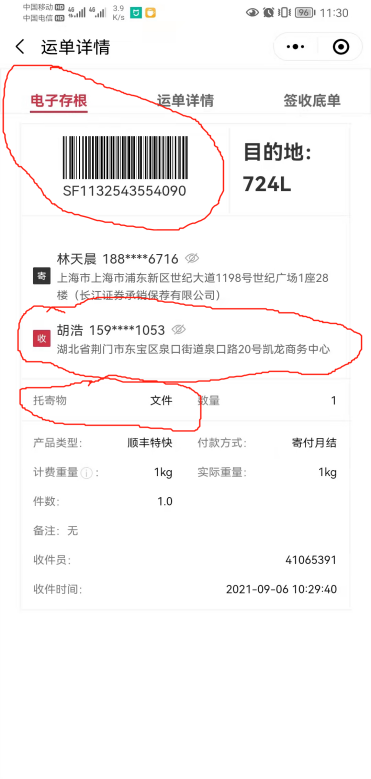 中国移动 HD 4G 4G 3.9 96 11:30
中国电信 HD K/s
运单详情
电子存根 运单详情 签收底单
SF1132543554090
目的地:
724L
林天晨 188****6716
寄
上海市上海市浦东新区世纪大道1198号世纪广场1座28
楼（长江证券承销保荐有限公司）
胡浩 159****1053
收
湖北省荆门市东宝区泉口街道泉口路20号凯龙商务中心
托寄物 文件 数量 1
产品类型: 顺丰特快 付款方式: 寄付月结
计费重量 i : 1kg 实际重量: 1kg
件数: 1.0
备注: 无
收件员: 41065391
收件时间: 2021-09-06 10:29:40